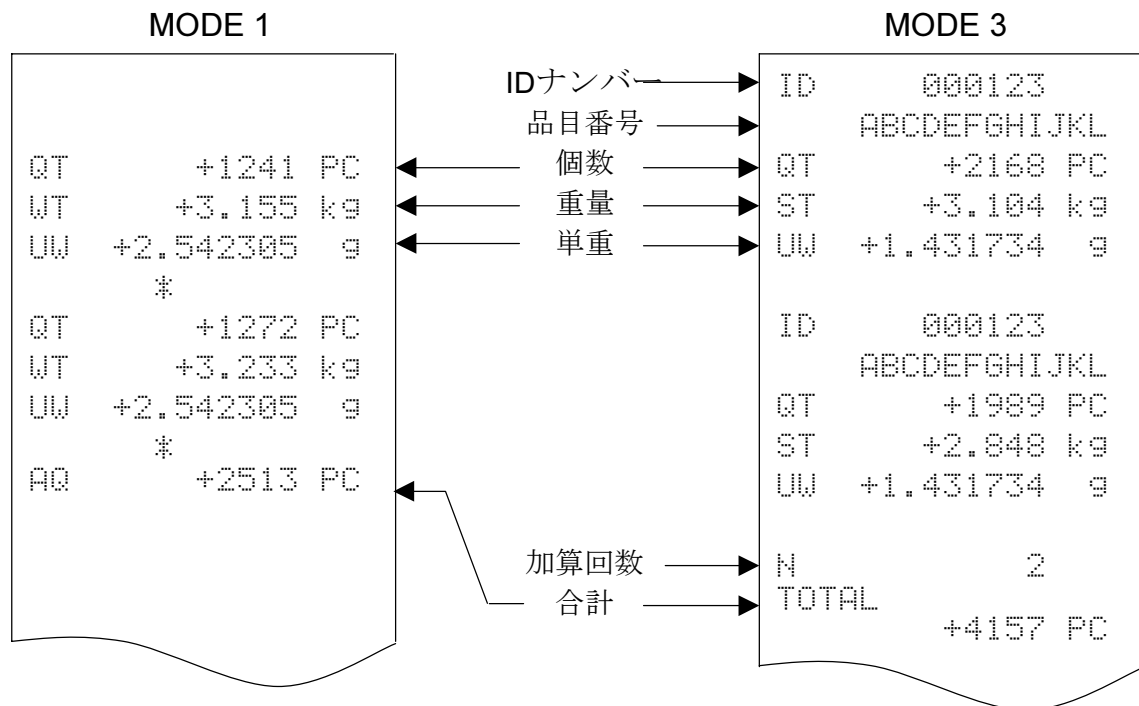 MODE 1
QT +1241 PC
WT +3.155 kg
UW +2.542305 g
*
QT +1272 PC
WT +3.233 kg
UW +2.542305 g
*
AQ +2513 PC
IDナンバー
品目番号
個数
重量
単重
加算回数
合計
MODE 3
ID 000123
ABCDEFGHIJKL
QT +2168 PC
ST +3.104 kg
UW +1.431734 g
ID 000123
ABCDEFGHIJKL
QT +1989 PC
ST +2.848 kg
UW +1.431734 g
N 2
TOTAL
+4157 PC